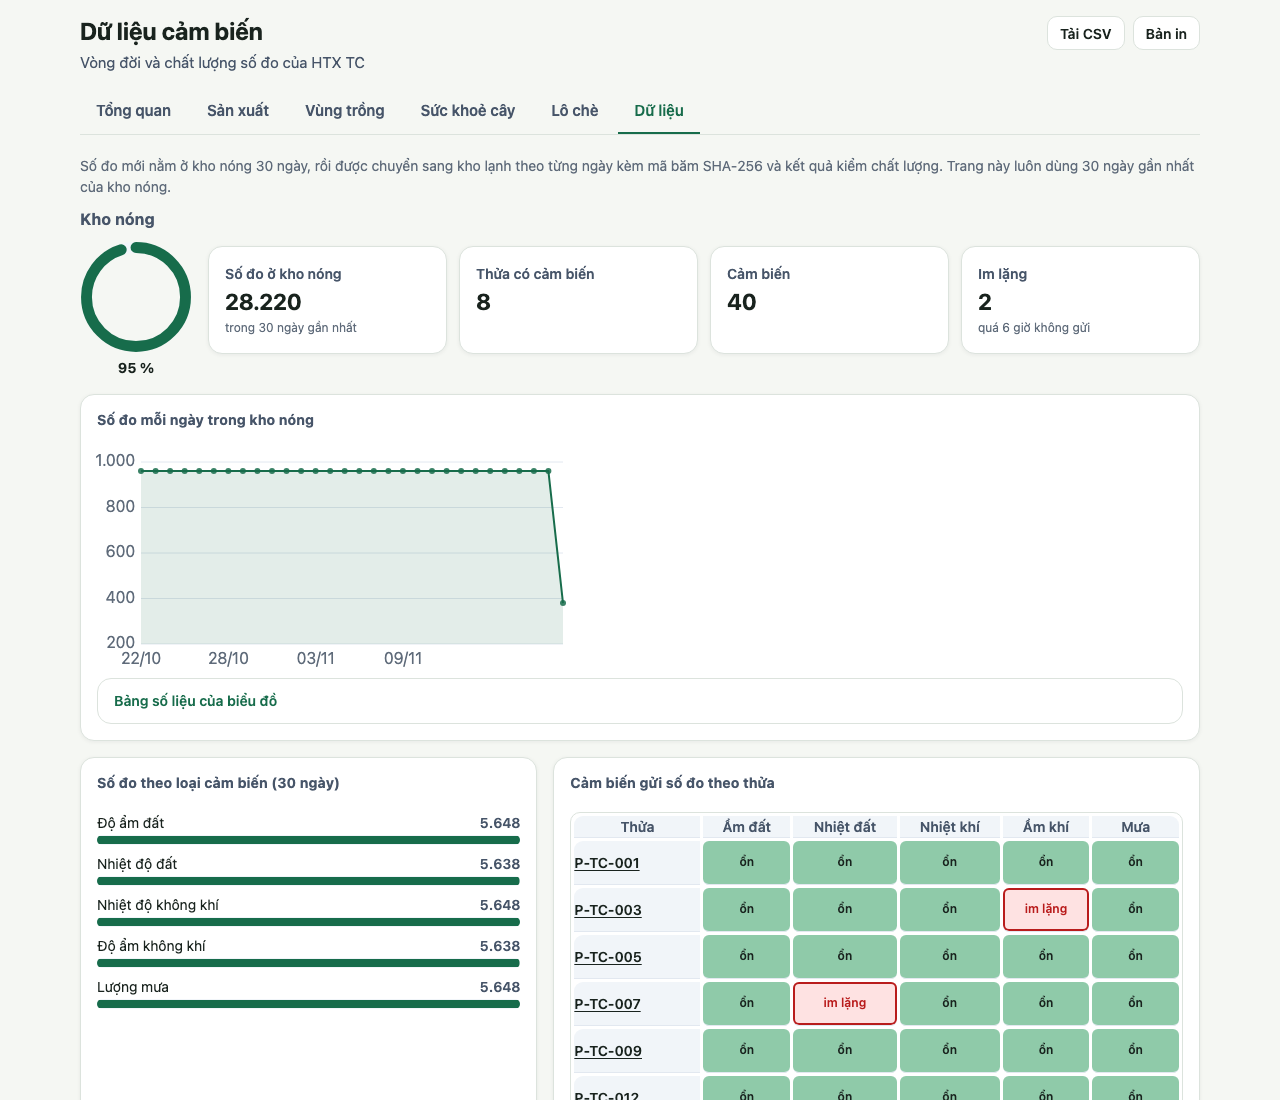 Dữ liệu cảm biến
Tải CSV
Bản in
Vòng đời và chất lượng số đo của HTX TC
Tổng quan
Sản xuất
Vùng trồng
Sức khoẻ cây
Lô chè
Dữ liệu
Số đo mới nằm ở kho nóng 30 ngày, rồi được chuyển sang kho lạnh theo từng ngày kèm mã băm SHA-256 và kết quả kiểm chất lượng. Trang này luôn dùng 30 ngày gần nhất
của kho nóng.
Kho nóng
95 %
Số đo ở kho nóng
28.220
trong 30 ngày gần nhất
Thửa có cảm biến
8
Cảm biến
40
Im lặng
2
quá 6 giờ không gửi
Số đo mỗi ngày trong kho nóng
1.000
800
600
400
200
22/10
28/10
03/11
09/11
Bảng số liệu của biểu đồ
Số đo theo loại cảm biến (30 ngày)
Độ ẩm đất 5.648
Nhiệt độ đất 5.638
Nhiệt độ không khí 5.648
Độ ẩm không khí 5.638
Lượng mưa 5.648
Cảm biến gửi số đo theo thửa
Thửa Ẩm đất Nhiệt đất Nhiệt khí Ẩm khí Mưa
P-TC-001 ổn ổn ổn ổn ổn
P-TC-003 ổn ổn ổn im lặng ổn
P-TC-005 ổn ổn ổn ổn ổn
P-TC-007 ổn im lặng ổn ổn ổn
P-TC-009 ổn ổn ổn ổn ổn
P-TC-012 ổn ổn ổn ổn ổn